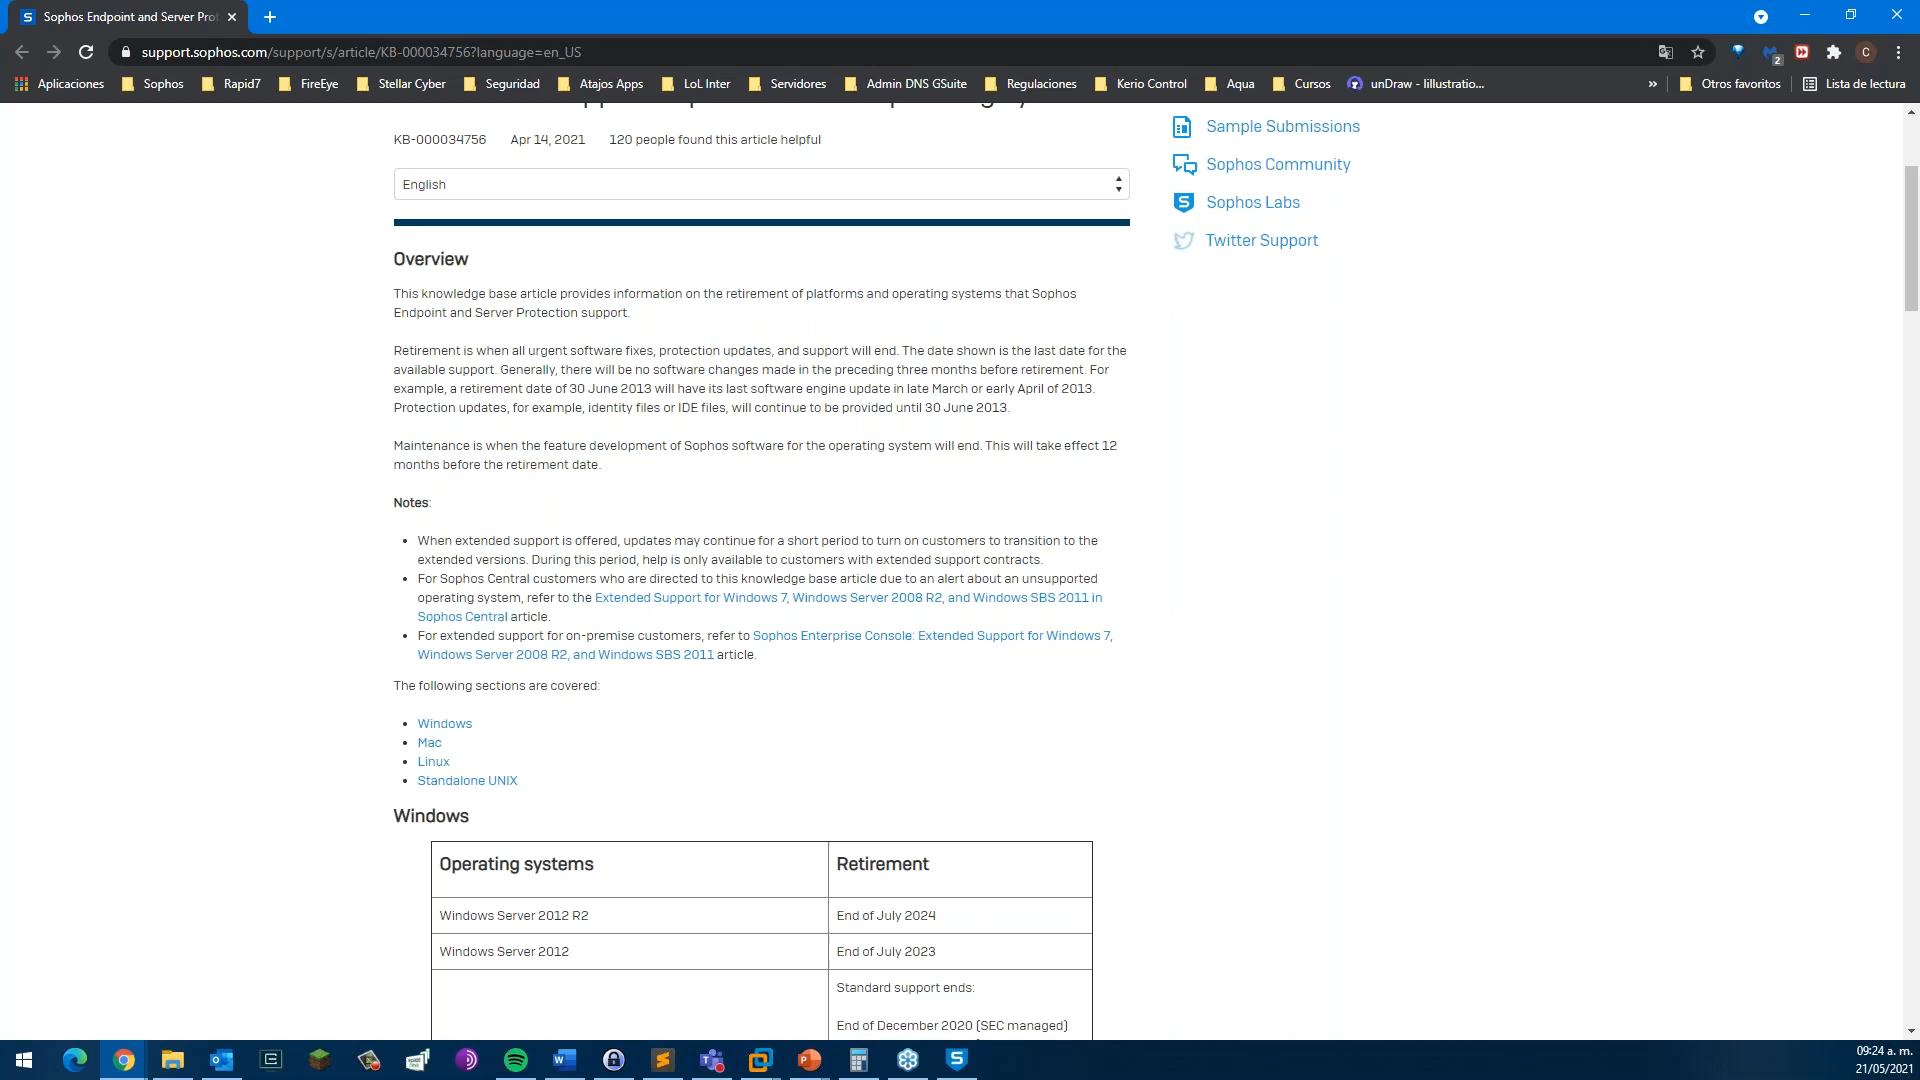 Sophos Endpoint and Server Pro
support.sophos.com/support/s/article/KB-000034756?language=en_US
2
C
Aplicaciones Sophos Rapid7 FireEye Stellar Cyber Seguridad Atajos Apps LoL Inter Servidores Admin DNS GSuite Regulaciones Kerio Control Aqua Cursos unDraw - Iillustratio... » Otros favoritos Lista de lectura
KB-000034756 Apr 14, 2021 120 people found this article helpful
English
Sample Submissions
Sophos Community
Sophos Labs
Twitter Support
Overview
This knowledge base article provides information on the retirement of platforms and operating systems that Sophos
Endpoint and Server Protection support.
Retirement is when all urgent software fixes, protection updates, and support will end. The date shown is the last date for the
available support. Generally, there will be no software changes made in the preceding three months before retirement. For
example, a retirement date of 30 June 2013 will have its last software engine update in late March or early April of 2013.
Protection updates, for example, identity files or IDE files, will continue to be provided until 30 June 2013.
Maintenance is when the feature development of Sophos software for the operating system will end. This will take effect 12
months before the retirement date.
Notes:
• When extended support is offered, updates may continue for a short period to turn on customers to transition to the
extended versions. During this period, help is only available to customers with extended support contracts.
• For Sophos Central customers who are directed to this knowledge base article due to an alert about an unsupported
operating system, refer to the Extended Support for Windows 7, Windows Server 2008 R2, and Windows SBS 2011 in
Sophos Central article.
• For extended support for on-premise customers, refer to Sophos Enterprise Console: Extended Support for Windows 7,
Windows Server 2008 R2, and Windows SBS 2011 article.
The following sections are covered:
• Windows
• Mac
• Linux
• Standalone UNIX
Windows
Operating systems Retirement
Windows Server 2012 R2 End of July 2024
Windows Server 2012 End of July 2023
Standard support ends:
End of December 2020 (SEC managed)
09:24 a. m.
21/05/2021